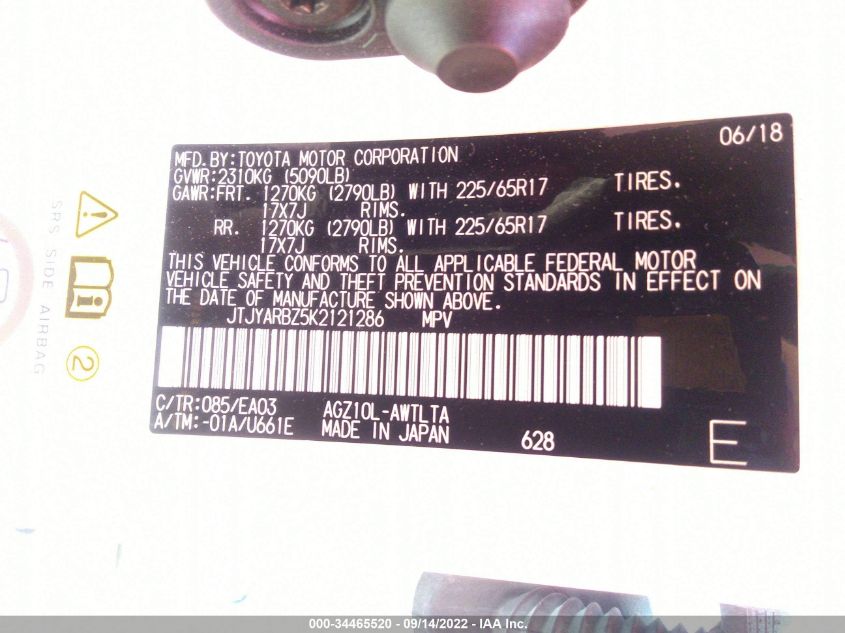 06/18
MFD.BY:TOYOTA MOTOR CORPORATION
GVWR:2310KG (5090LB)
GAWR:FRT. 1270KG (2790LB) WITH 225/65R17 TIRES.
17X7J RIMS.
RR. 1270KG (2790LB) WITH 225/65R17 TIRES.
17X7J RIMS.
THIS VEHICLE CONFORMS TO ALL APPLICABLE FEDERAL MOTOR
VEHICLE SAFETY AND THEFT PREVENTION STANDARDS IN EFFECT ON
THE DATE OF MANUFACTURE SHOWN ABOVE.
JTJYARBZ5K2121286 MPV
C/TR:085/EA03 AGZ10L-AWTLTA
A/TM:-01A/U661E MADE IN JAPAN 628 E
SRS SIDE AIRBAG
2
000-34465520 - 09/14/2022 - IAA Inc.